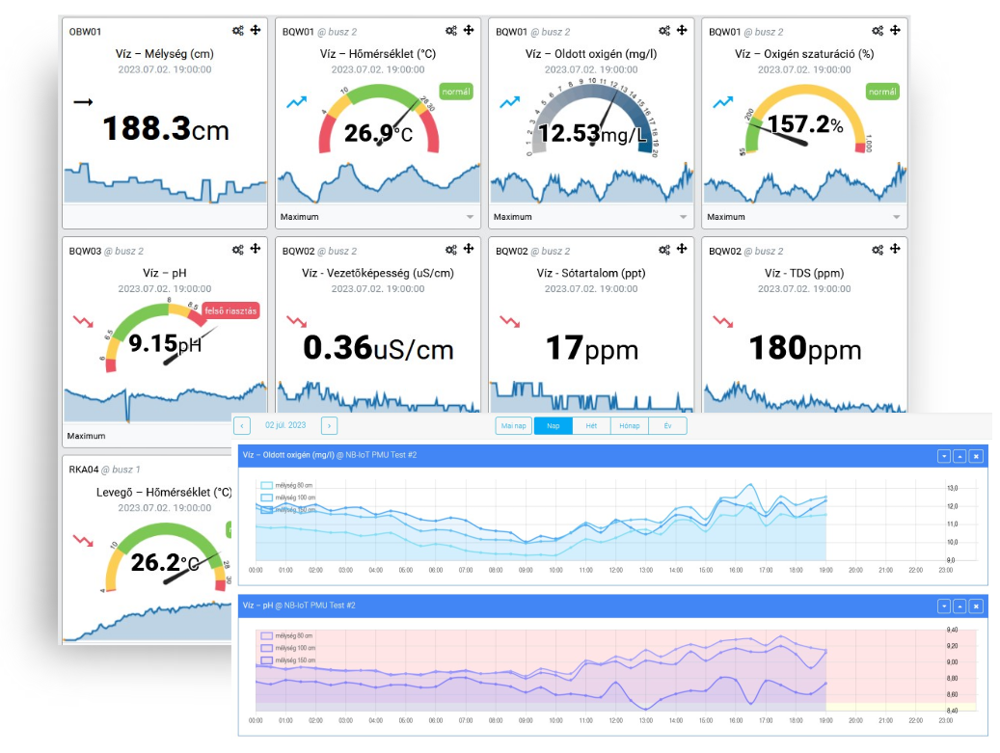 OBW01
Víz – Mélység (cm)
2023.07.02. 19:00:00
188.3cm
BQW01 @ busz 2
Víz – Hőmérséklet (°C)
2023.07.02. 19:00:00
normál
4 10 28 30
26.9°C
Maximum
BQW01 @ busz 2
Víz – Oldott oxigén (mg/l)
2023.07.02. 19:00:00
0 1 2 3 4 5 6 7 8 9 10 11 12 13 14 15 16 17 18 19 20
12.53mg/L
Maximum
BQW01 @ busz 2
Víz – Oxigén szaturáció (%)
2023.07.02. 19:00:00
normál
200 1,000
157.2%
Maximum
BQW03 @ busz 2
Víz – pH
2023.07.02. 19:00:00
felső riasztás
6 6.5 8 8.5
9.15pH
Maximum
BQW02 @ busz 2
Víz - Vezetőképesség (uS/cm)
2023.07.02. 19:00:00
0.36uS/cm
BQW02 @ busz 2
Víz - Sótartalom (ppt)
2023.07.02. 19:00:00
17ppm
BQW02 @ busz 2
Víz - TDS (ppm)
2023.07.02. 19:00:00
180ppm
RKA04 @ busz 1
Levegő – Hőmérséklet (°C)
2023.07.02. 19:00:00
4 10 28 30
26.2°C
02 júl. 2023
Mai nap Nap Hét Hónap Év
Víz – Oldott oxigén (mg/l) @ NB-IoT PMU Test #2
mélység 80 cm
mélység 100 cm
mélység 150 cm
13,0
12,0
11,0
10,0
9,0
00:00 01:00 02:00 03:00 04:00 05:00 06:00 07:00 08:00 09:00 10:00 11:00 12:00 13:00 14:00 15:00 16:00 17:00 18:00 19:00 20:00 21:00 22:00 23:00
Víz – pH @ NB-IoT PMU Test #2
mélység 80 cm
mélység 100 cm
mélység 150 cm
9,40
9,20
9,00
8,80
8,60
8,40
00:00 01:00 02:00 03:00 04:00 05:00 06:00 07:00 08:00 09:00 10:00 11:00 12:00 13:00 14:00 15:00 16:00 17:00 18:00 19:00 20:00 21:00 22:00 23:00